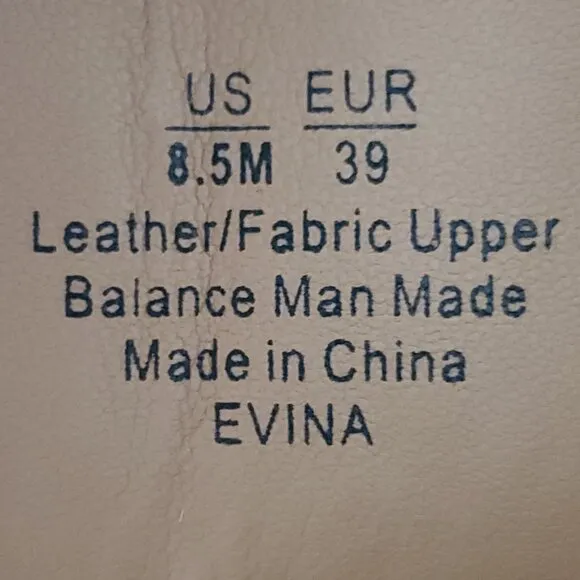 US EUR
8.5M 39
Leather/Fabric Upper
Balance Man Made
Made in China
EVINA